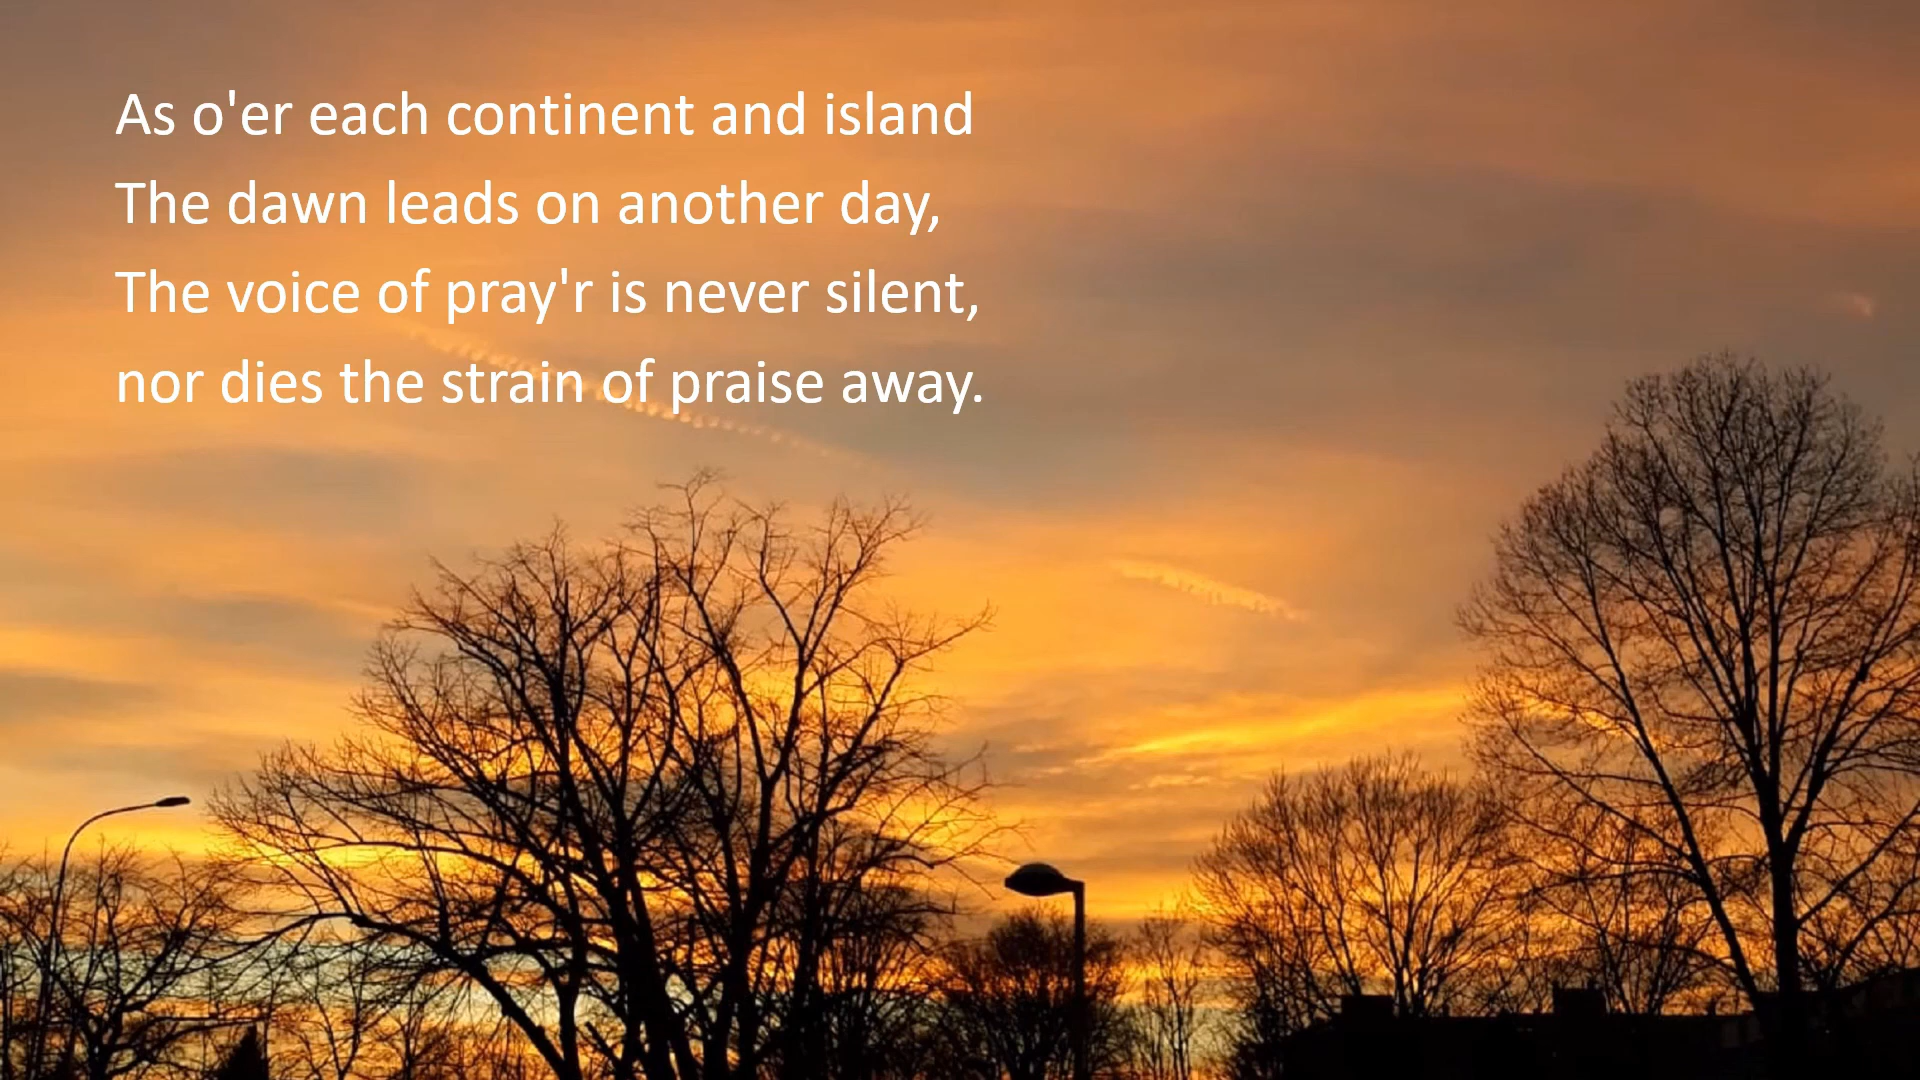 As o'er each continent and island
The dawn leads on another day,
The voice of pray'r is never silent,
nor dies the strain of praise away.